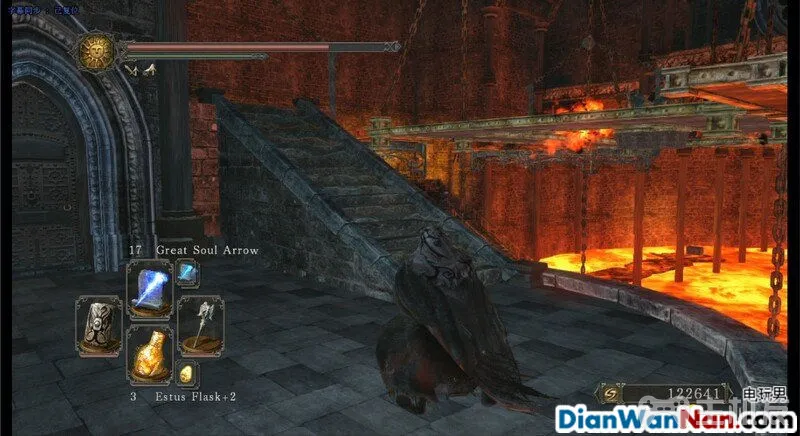 17 Great Soul Arrow
3 Estus Flask+2
122641
电玩男
DianWanNan.com